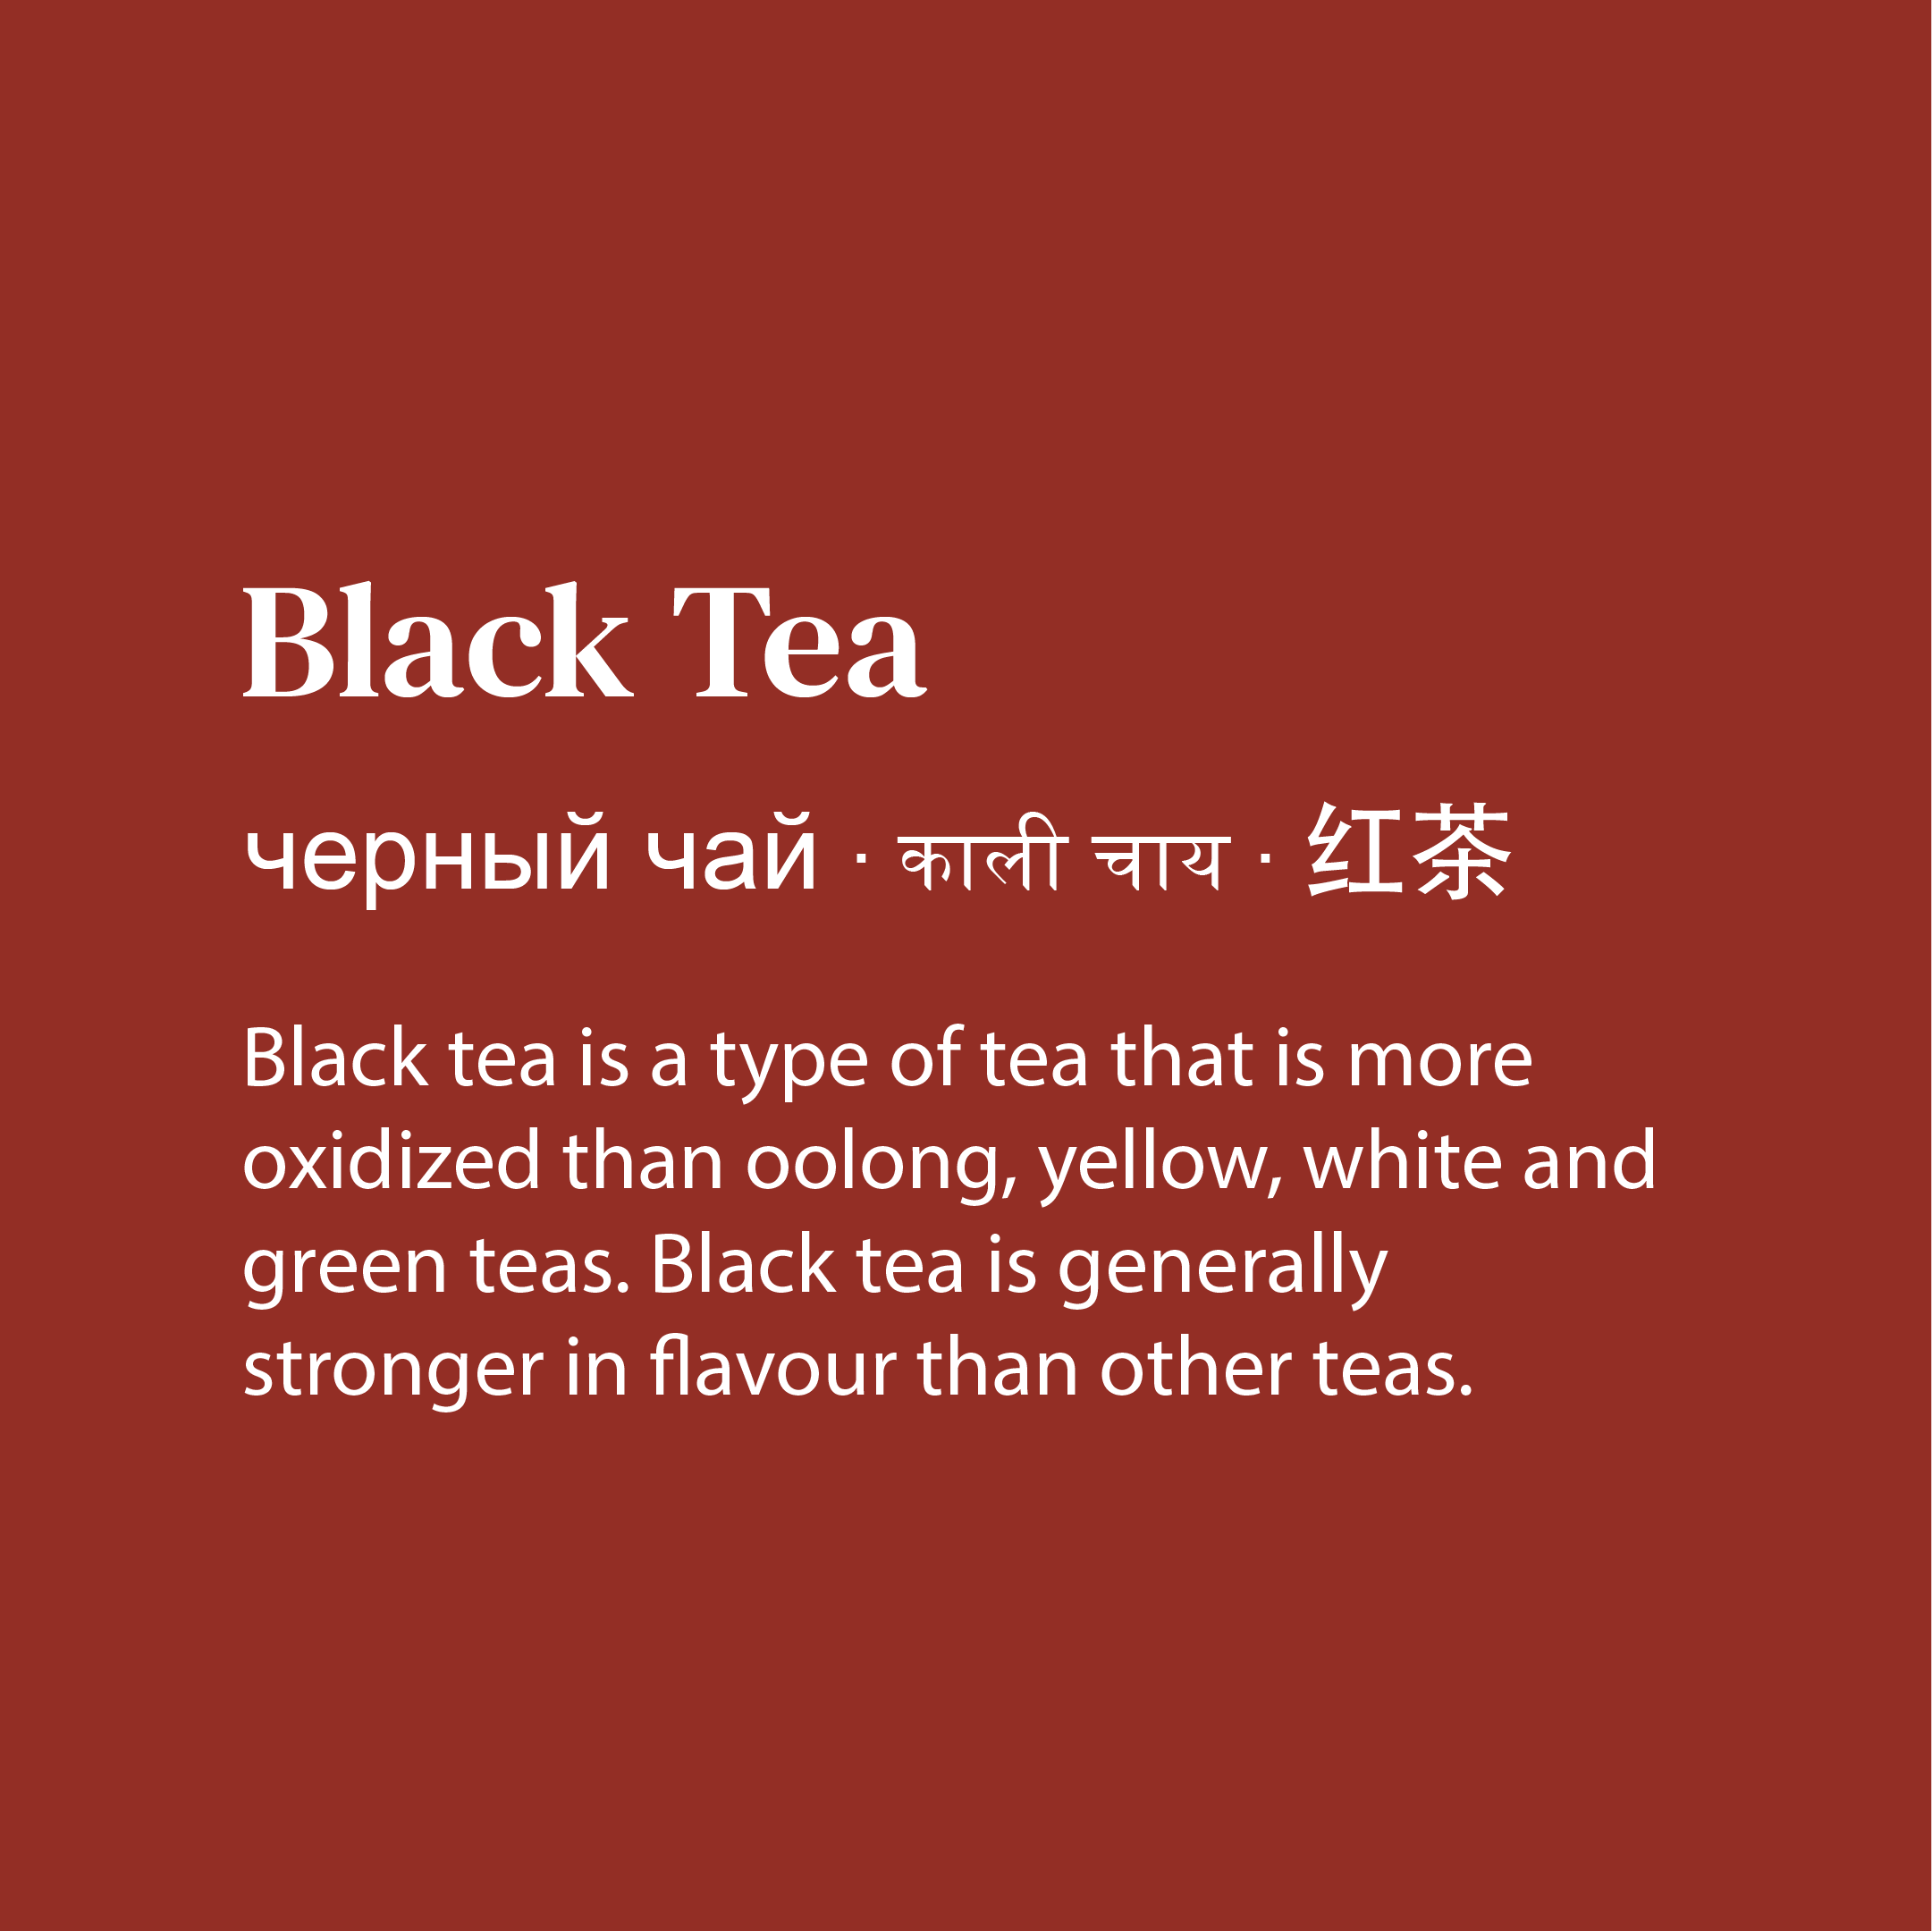 Black Tea
черный чай · काली चाय · 红茶
Black tea is a type of tea that is more
oxidized than oolong, yellow, white and
green teas. Black tea is generally
stronger in flavour than other teas.